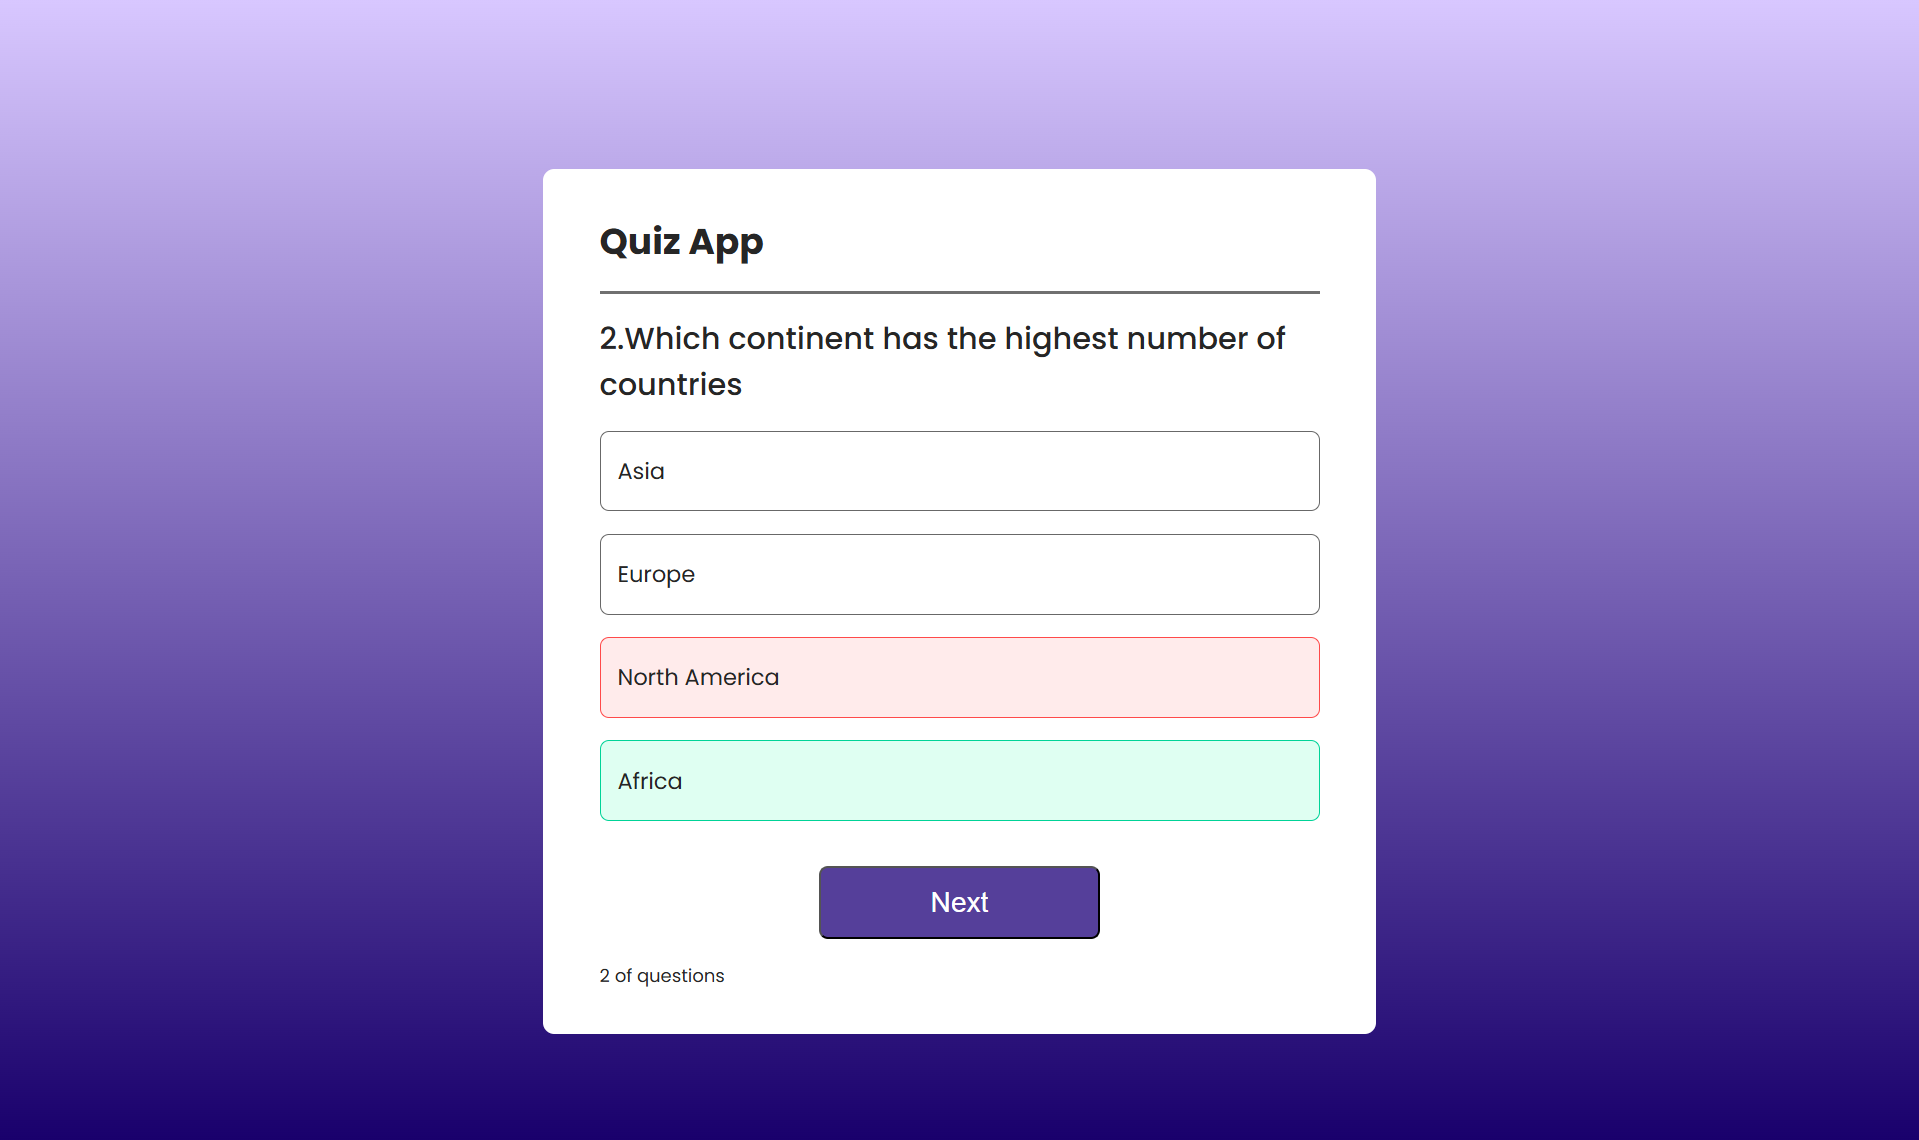 Quiz App
2.Which continent has the highest number of
countries
Asia
Europe
North America
Africa
Next
2 of questions